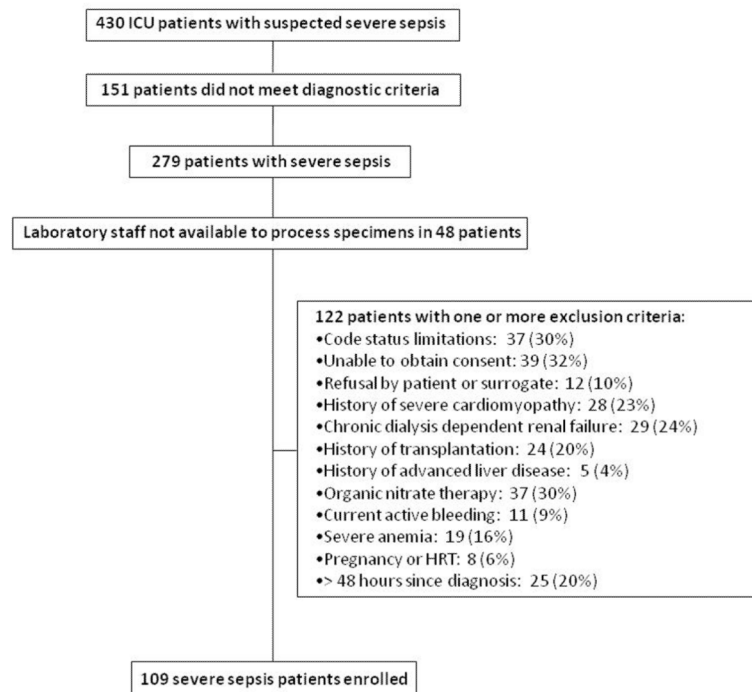 430 ICU patients with suspected severe sepsis
151 patients did not meet diagnostic criteria
279 patients with severe sepsis
Laboratory staff not available to process specimens in 48 patients
122 patients with one or more exclusion criteria:
•Code status limitations: 37 (30%)
•Unable to obtain consent: 39 (32%)
•Refusal by patient or surrogate: 12 (10%)
•History of severe cardiomyopathy: 28 (23%)
•Chronic dialysis dependent renal failure: 29 (24%)
•History of transplantation: 24 (20%)
•History of advanced liver disease: 5 (4%)
•Organic nitrate therapy: 37 (30%)
•Current active bleeding: 11 (9%)
•Severe anemia: 19 (16%)
•Pregnancy or HRT: 8 (6%)
•> 48 hours since diagnosis: 25 (20%)
109 severe sepsis patients enrolled